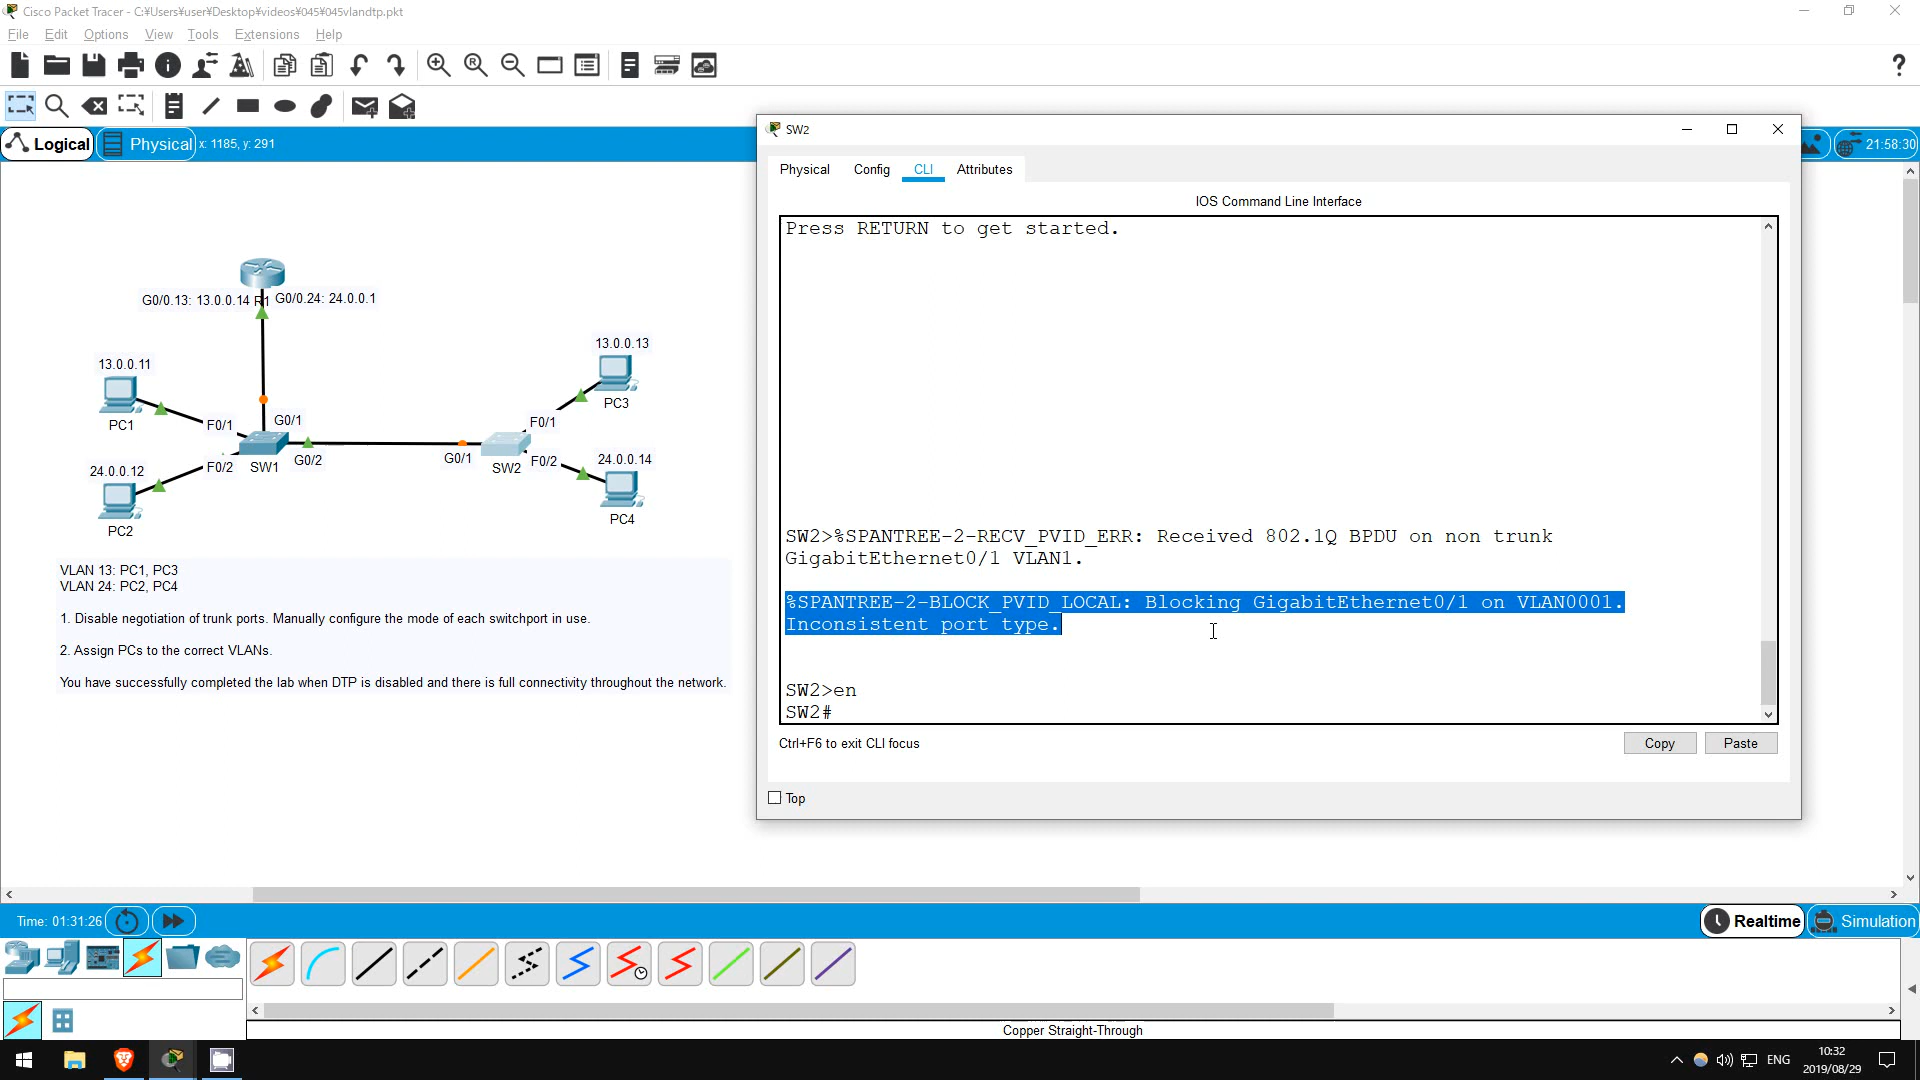 Cisco Packet Tracer - C:¥Users¥user¥Desktop¥videos¥045¥045vlandtp.pkt
File Edit Options View Tools Extensions Help
Logical
Physical
x: 1185, y: 291
21:58:30
G0/0.13: 13.0.0.14 R1 G0/0.24: 24.0.0.1
13.0.0.13
PC3
13.0.0.11
PC1
F0/1
G0/1
F0/1
24.0.0.12
PC2
F0/2
SW1
G0/2
G0/1
SW2
F0/2
24.0.0.14
PC4
VLAN 13: PC1, PC3
VLAN 24: PC2, PC4
1. Disable negotiation of trunk ports. Manually configure the mode of each switchport in use.
2. Assign PCs to the correct VLANs.
You have successfully completed the lab when DTP is disabled and there is full connectivity throughout the network.
SW2
Physical Config CLI Attributes
IOS Command Line Interface
Press RETURN to get started.
SW2>%SPANTREE-2-RECV_PVID_ERR: Received 802.1Q BPDU on non trunk
GigabitEthernet0/1 VLAN1.
%SPANTREE-2-BLOCK_PVID_LOCAL: Blocking GigabitEthernet0/1 on VLAN0001.
Inconsistent port type.
SW2>en
SW2#
Ctrl+F6 to exit CLI focus
Copy
Paste
Top
Time: 01:31:26
Realtime
Simulation
Copper Straight-Through
ENG
10:32
2019/08/29